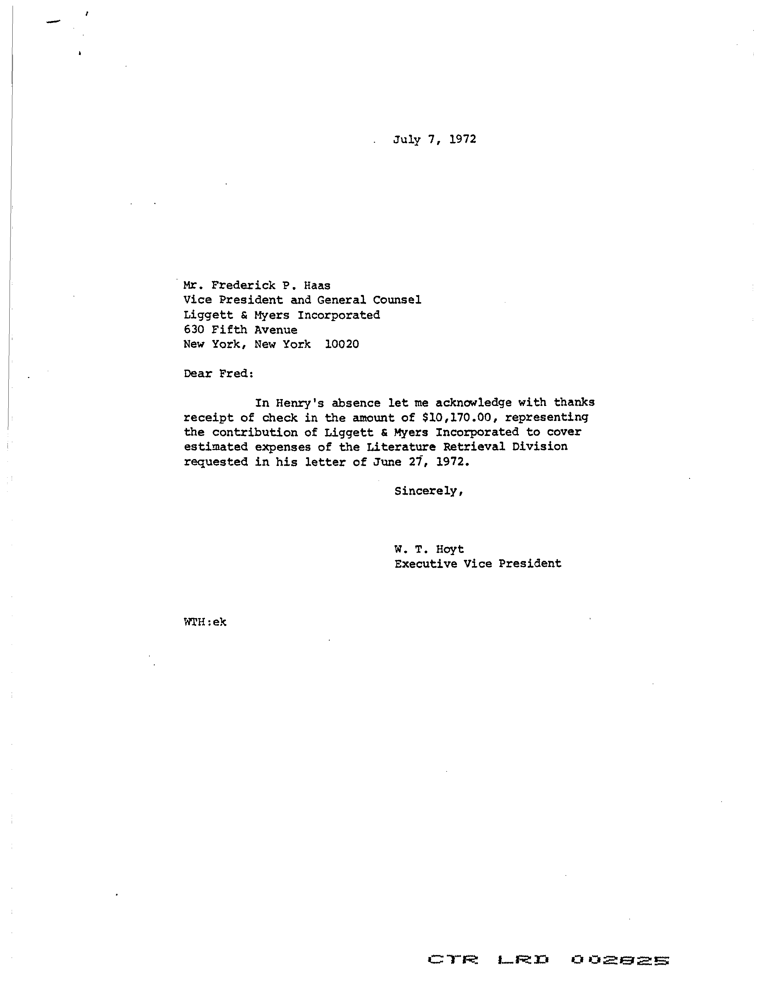 July 7, 1972
Mr. Frederick P. Haas
Vice President and General Counsel
Liggett & Myers Incorporated
630 Fifth Avenue
New York, New York 10020
Dear Fred:
In Henry's absence let me acknowledge with thanks
receipt of check in the amount of $10,170.00, representing
the contribution of Liggett & Myers Incorporated to cover
estimated expenses of the Literature Retrieval Division
requested in his letter of June 27, 1972.
Sincerely,
W. T. Hoyt
Executive Vice President
WTH:ek
CTR LRD 002825